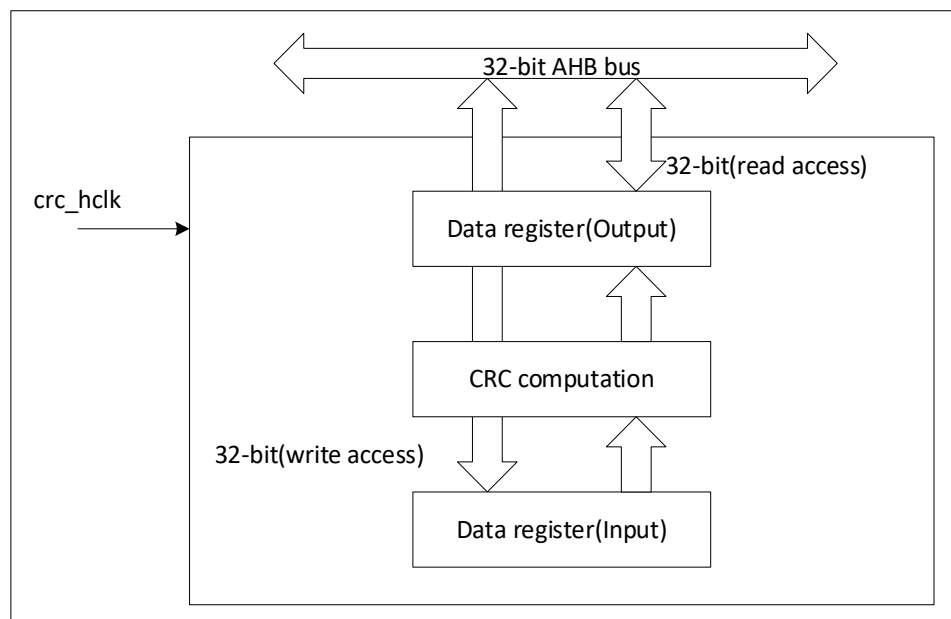 32-bit AHB bus
32-bit(read access)
crc_hclk
Data register(Output)
CRC computation
32-bit(write access)
Data register(Input)